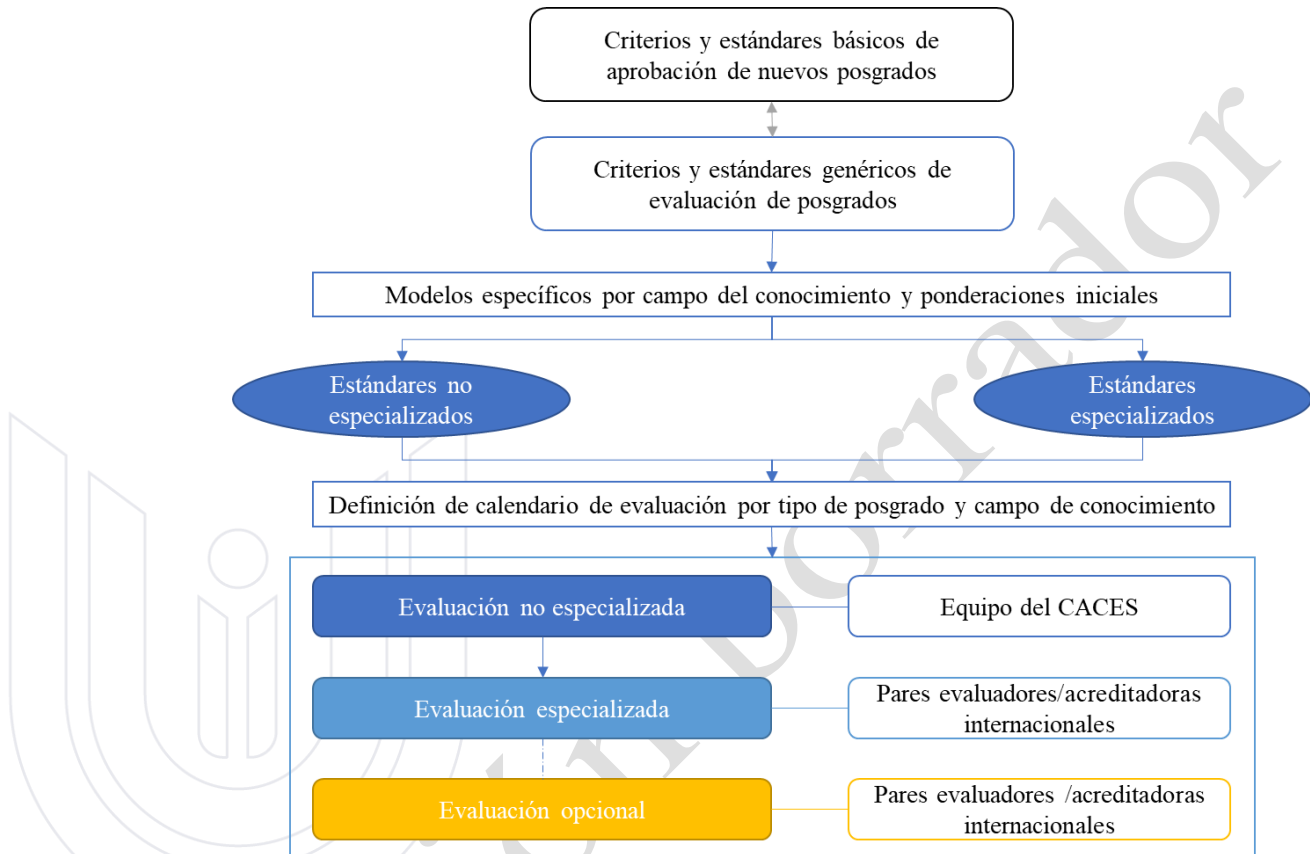 Criterios y estándares básicos de
aprobación de nuevos posgrados
Criterios y estándares genéricos de
evaluación de posgrados
Modelos específicos por campo del conocimiento y ponderaciones iniciales
Estándares no
especializados
Estándares
especializados
Definición de calendario de evaluación por tipo de posgrado y campo de conocimiento
Evaluación no especializada
Equipo del CACES
Evaluación especializada
Pares evaluadores/acreditadoras
internacionales
Evaluación opcional
Pares evaluadores /acreditadoras
internacionales
borrador